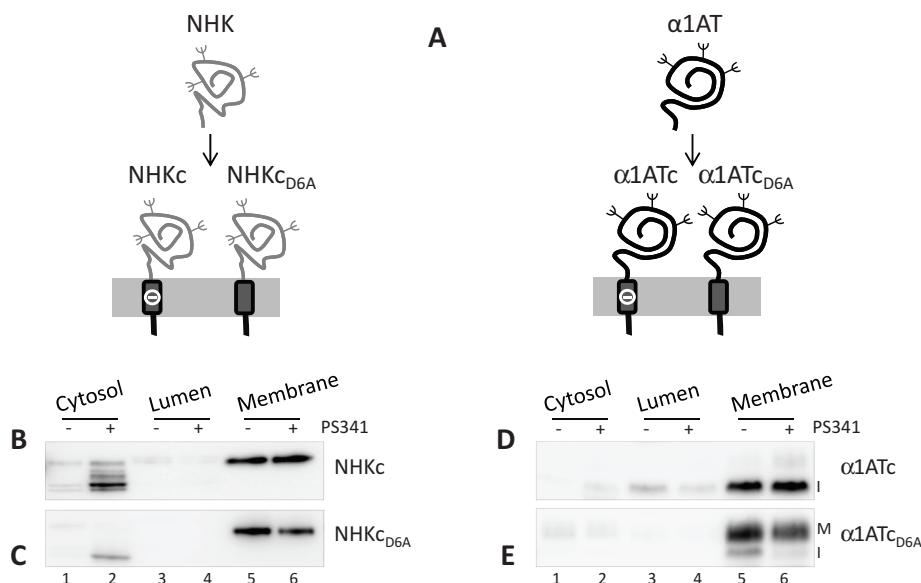 NHK
A
α1AT
NHKc NHKcD6A
α1ATc α1ATcD6A
Cytosol Lumen Membrane
- + - + - + PS341
B
NHKc
C
NHKcD6A
1 2 3 4 5 6
Cytosol Lumen Membrane
- + - + - + PS341
D
α1ATc
I
E
M
α1ATcD6A
I
1 2 3 4 5 6